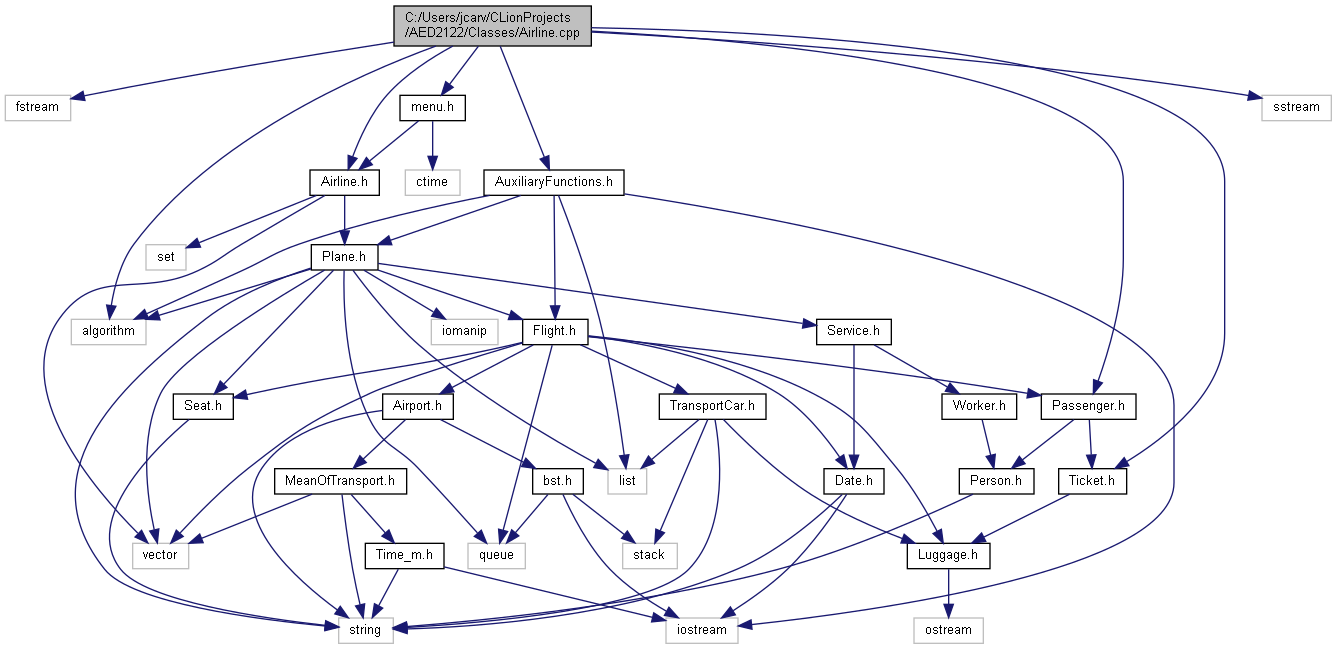 C:/Users/jcarv/CLionProjects
/AED2122/Classes/Airline.cpp
fstream
menu.h
sstream
Airline.h
ctime
AuxiliaryFunctions.h
set
Plane.h
algorithm
iomanip
Flight.h
Service.h
Seat.h
Airport.h
TransportCar.h
Worker.h
Passenger.h
MeanOfTransport.h
bst.h
list
Date.h
Person.h
Ticket.h
vector
Time_m.h
queue
stack
Luggage.h
string
iostream
ostream